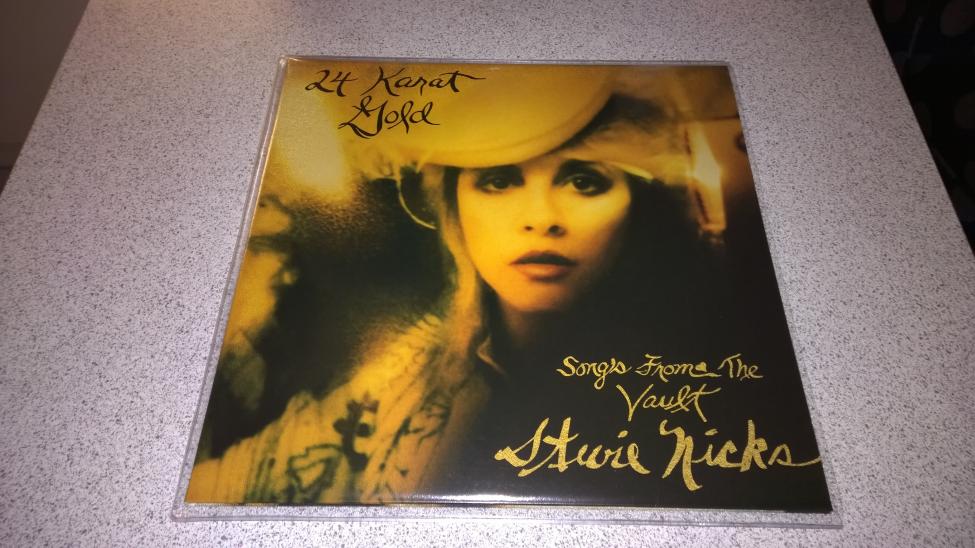 24 Karat
Gold
Songs From The
Vault
Stevie Nicks